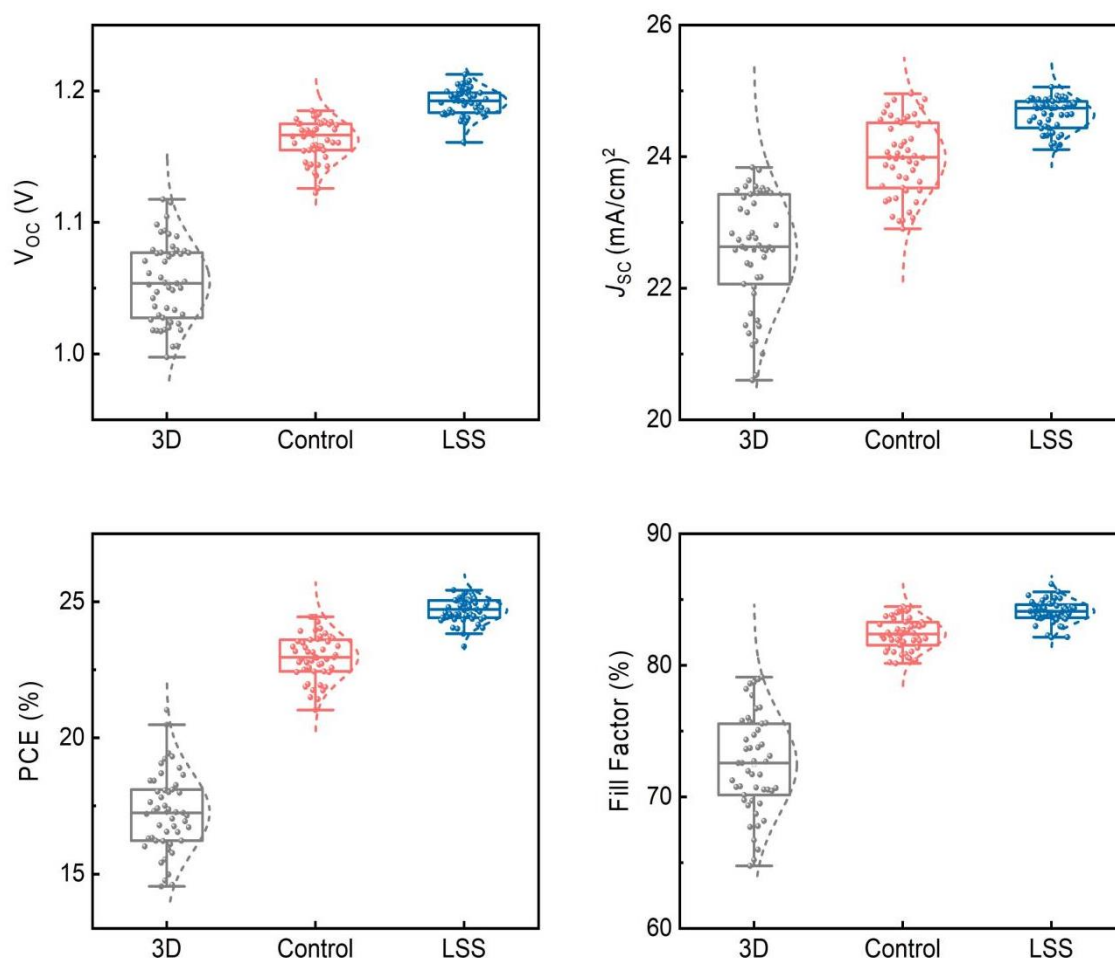 V_OC (V)
1.2
1.1
1.0
3D Control LSS
J_SC (mA/cm)²
26
24
22
20
3D Control LSS
PCE (%)
25
20
15
3D Control LSS
Fill Factor (%)
90
80
70
60
3D Control LSS